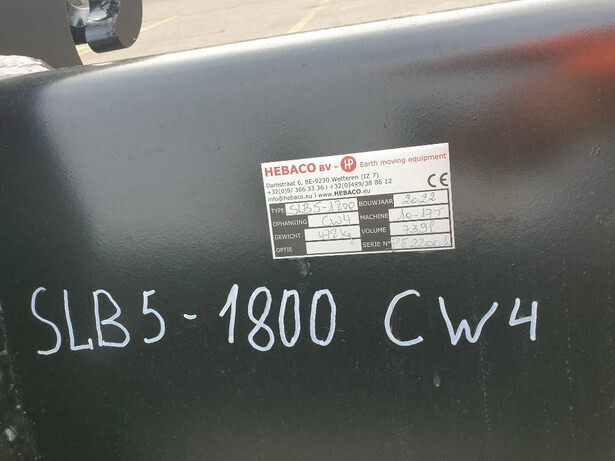 HEBACO BV - HP Earth moving equipment
Damstraat 6, BE-9230 Wetteren (IZ 7)
+32(0)9/ 366 33 36 I +32(0)499/38 86 12
info@hebaco.eu I www.HEBACO.eu
CE
TYPE SLB5-1800 BOUWJAAR 2022
OPHANGING CW4 MACHINE 10-17T
GEWICHT 478kg VOLUME 739l
OPTIE SERIE N°
SLB5-1800 CW4